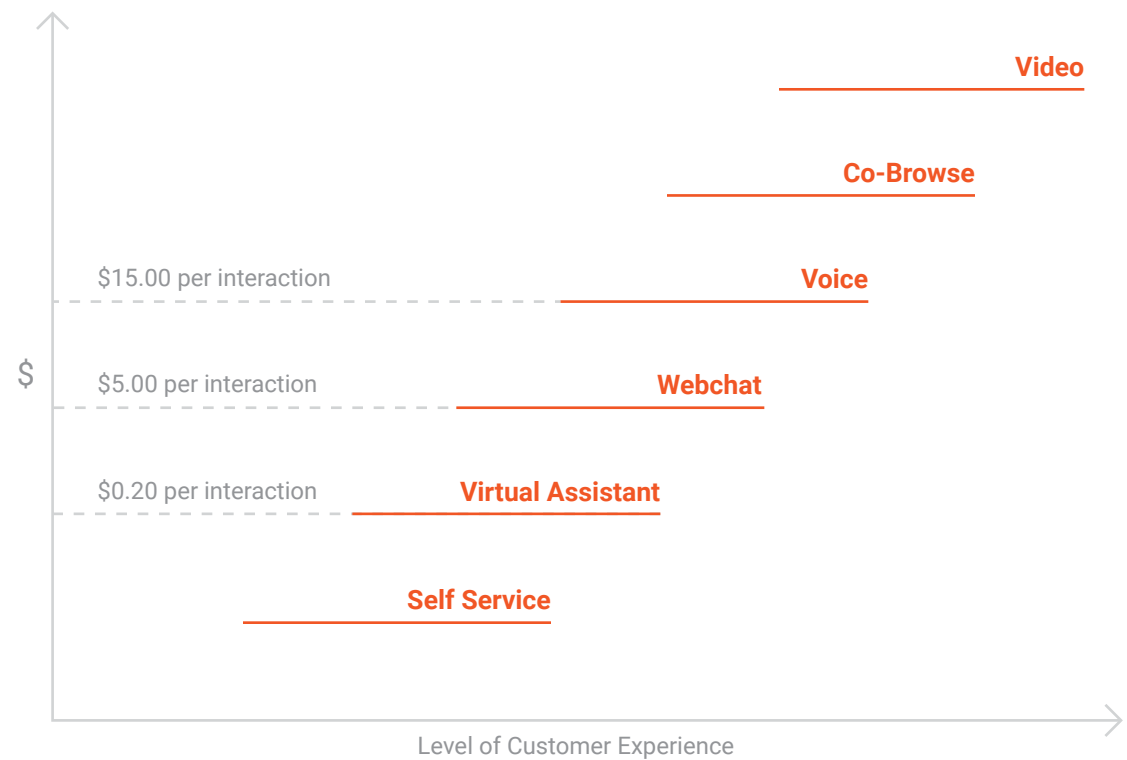 Video
Co-Browse
$15.00 per interaction
Voice
$
$5.00 per interaction
Webchat
$0.20 per interaction
Virtual Assistant
Self Service
Level of Customer Experience